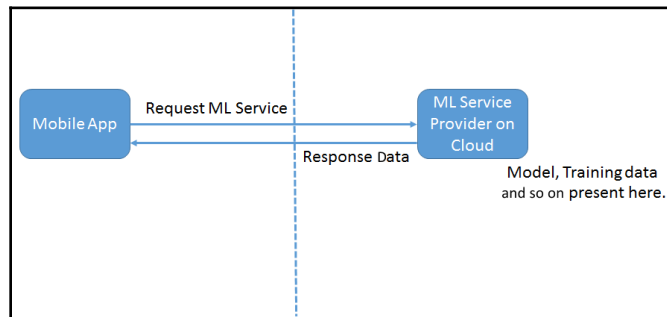 Mobile App
Request ML Service
Response Data
ML Service
Provider on
Cloud
Model, Training data
and so on present here.